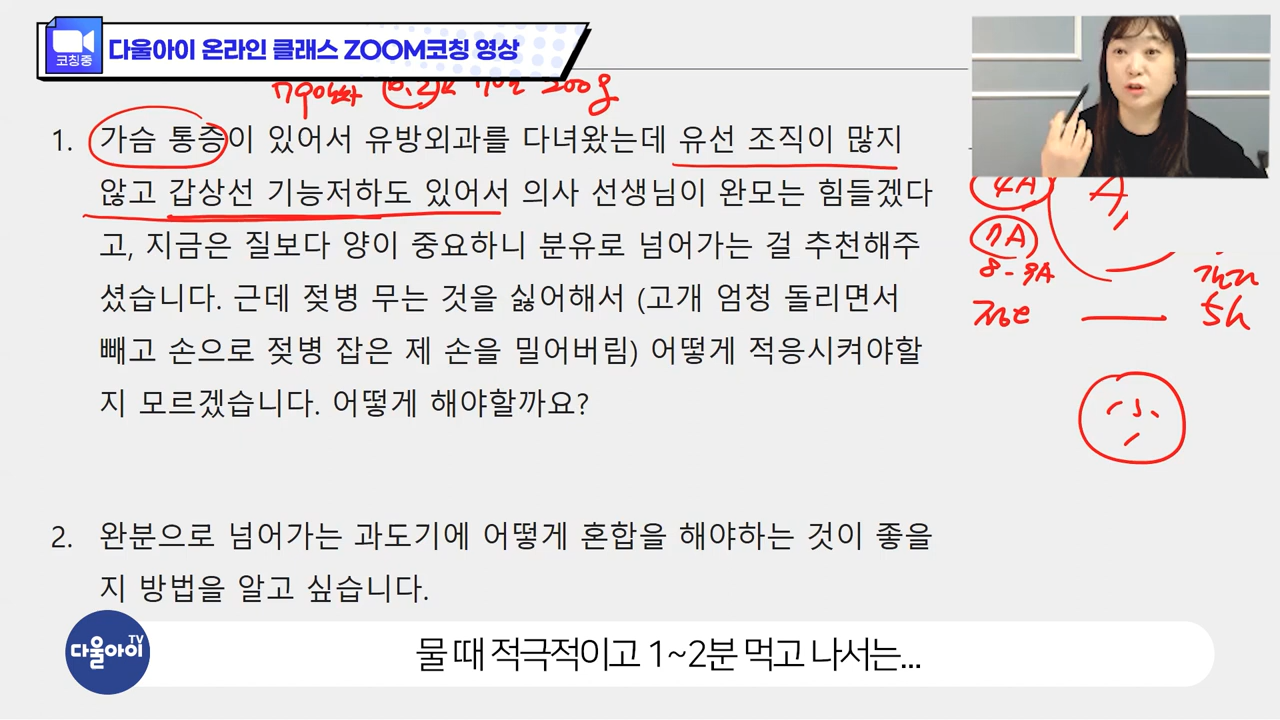 코칭중
다울아이 온라인 클래스 ZOOM코칭 영상
200g
1. 가슴 통증이 있어서 유방외과를 다녀왔는데 유선 조직이 많지
않고 갑상선 기능저하도 있어서 의사 선생님이 완모는 힘들겠다
고, 지금은 질보다 양이 중요하니 분유로 넘어가는 걸 추천해주
셨습니다. 근데 젖병 무는 것을 싫어해서 (고개 엄청 돌리면서
빼고 손으로 젖병 잡은 제 손을 밀어버림) 어떻게 적응시켜야할
지 모르겠습니다. 어떻게 해야할까요?
4A
7A
8-9A
5h
2. 완분으로 넘어가는 과도기에 어떻게 혼합을 해야하는 것이 좋을
지 방법을 알고 싶습니다.
다울아이 TV
물 때 적극적이고 1~2분 먹고 나서는...